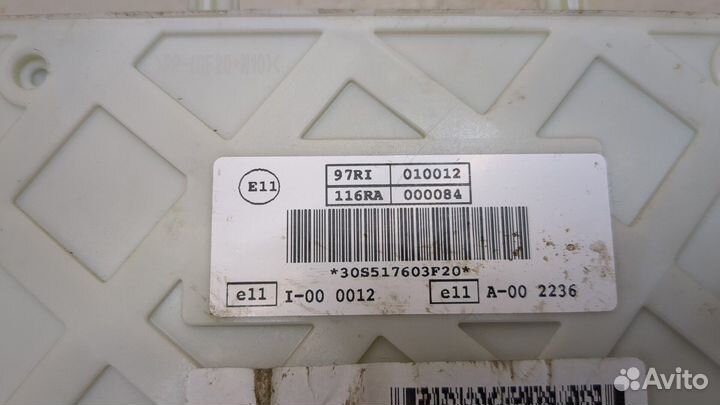 E11
97RI 010012
116RA 000084
*30S517603F20*
e11 I-00 0012 e11 A-00 2236
Avito